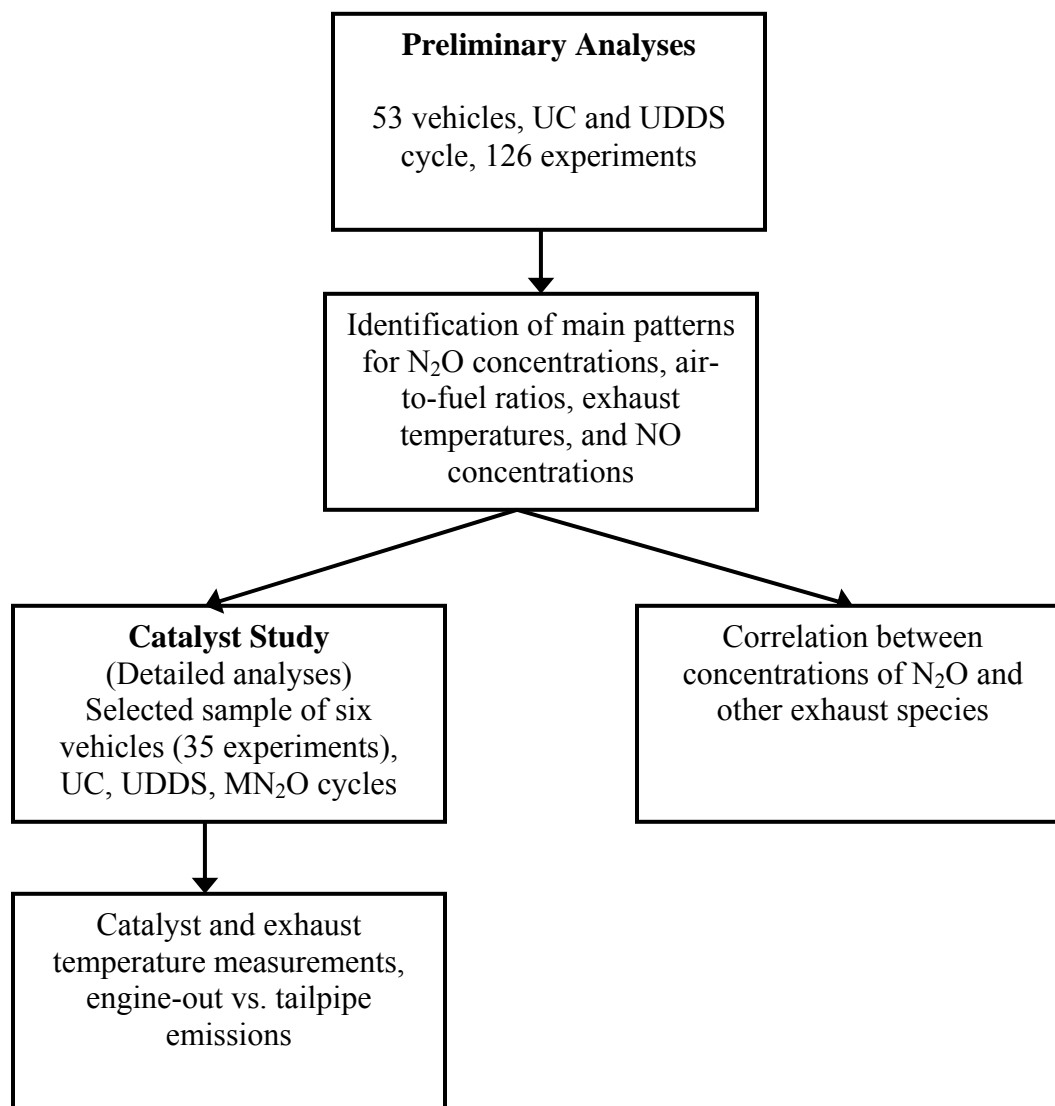 Preliminary Analyses
53 vehicles, UC and UDDS
cycle, 126 experiments
Identification of main patterns
for N₂O concentrations, air-
to-fuel ratios, exhaust
temperatures, and NO
concentrations
Catalyst Study
(Detailed analyses)
Selected sample of six
vehicles (35 experiments),
UC, UDDS, MN₂O cycles
Correlation between
concentrations of N₂O and
other exhaust species
Catalyst and exhaust
temperature measurements,
engine-out vs. tailpipe
emissions